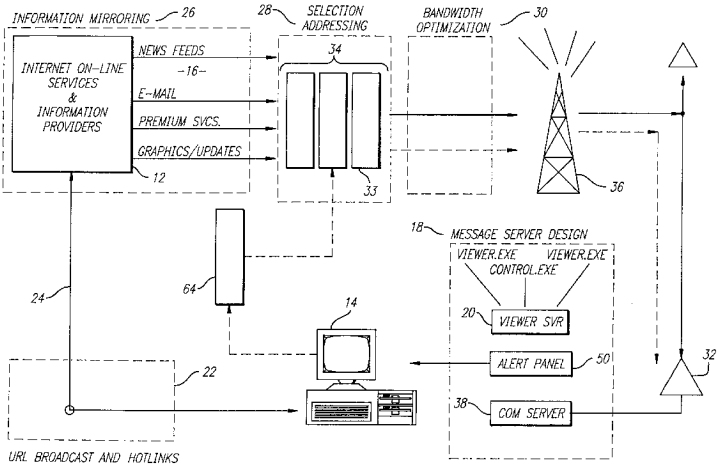 INFORMATION MIRRORING 26
28 SELECTION
ADDRESSING
BANDWIDTH
OPTIMIZATION 30
INTERNET ON-LINE
SERVICES
&
INFORMATION
PROVIDERS
NEWS FEEDS
-16-
E-MAIL
PREMIUM SVCS.
GRAPHICS/UPDATES
12
34
33
36
24
64
14
18 MESSAGE SERVER DESIGN
VIEWER.EXE VIEWER.EXE
CONTROL.EXE
20 VIEWER SVR
ALERT PANEL 50
38 COM SERVER
32
22
URL BROADCAST AND HOTLINKS